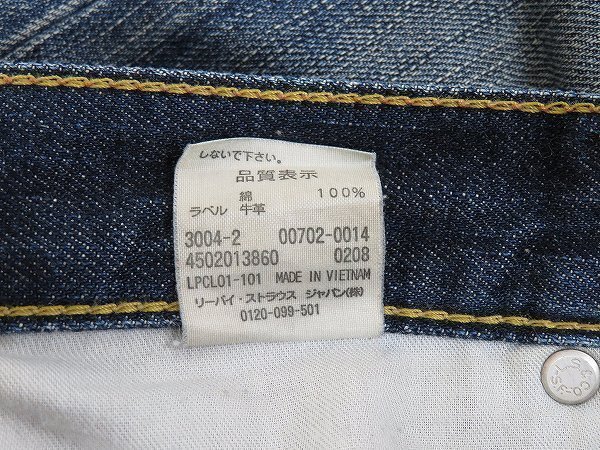 しないで下さい。
品質表示
綿 100%
ラベル 牛革
3004-2 00702-0014
4502013860 0208
LPCL01-101 MADE IN VIETNAM
リーバイ・ストラウス ジャパン(株)
0120-099-501